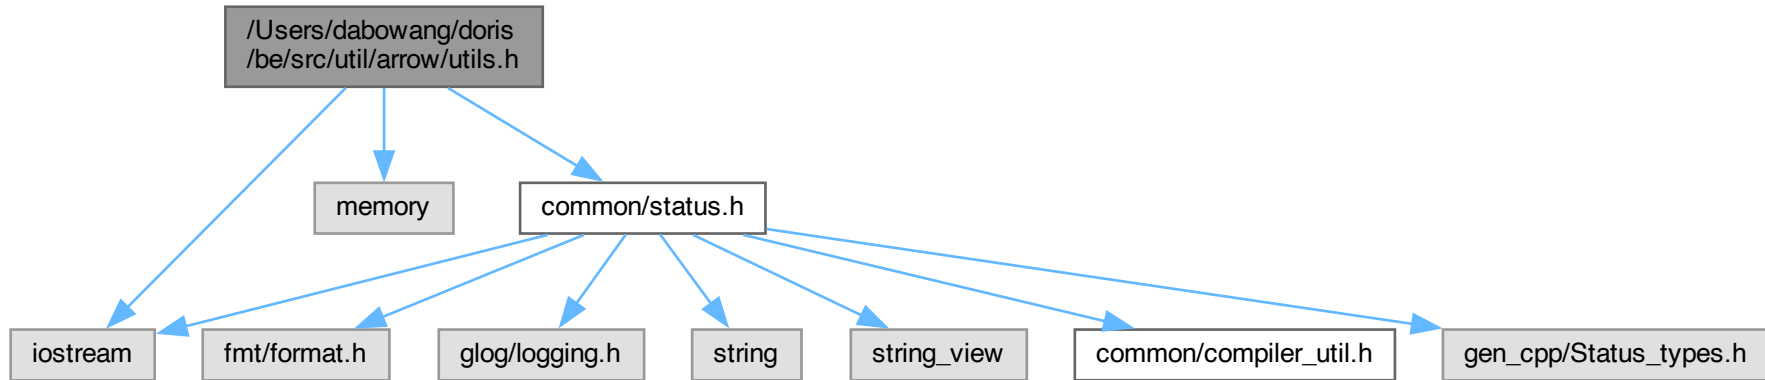 /Users/dabowang/doris
/be/src/util/arrow/utils.h
memory
common/status.h
iostream
fmt/format.h
glog/logging.h
string
string_view
common/compiler_util.h
gen_cpp/Status_types.h